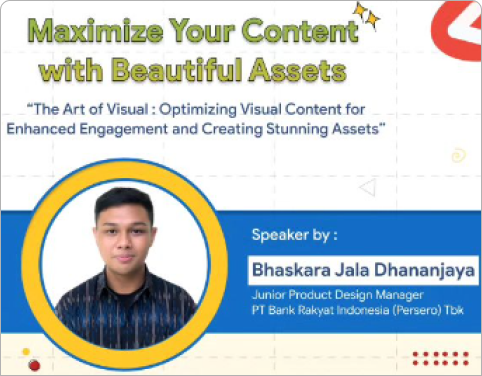 Maximize Your Content
with Beautiful Assets
“The Art of Visual : Optimizing Visual Content for
Enhanced Engagement and Creating Stunning Assets”
Speaker by :
Bhaskara Jala Dhananjaya
Junior Product Design Manager
PT Bank Rakyat Indonesia (Persero) Tbk